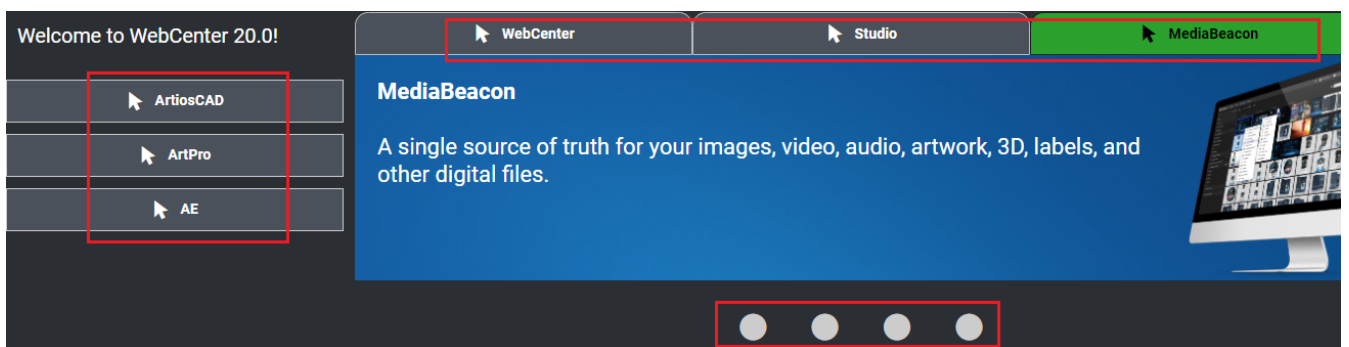 Welcome to WebCenter 20.0!
ArtiosCAD
ArtPro
AE
WebCenter
Studio
MediaBeacon
MediaBeacon
A single source of truth for your images, video, audio, artwork, 3D, labels, and
other digital files.